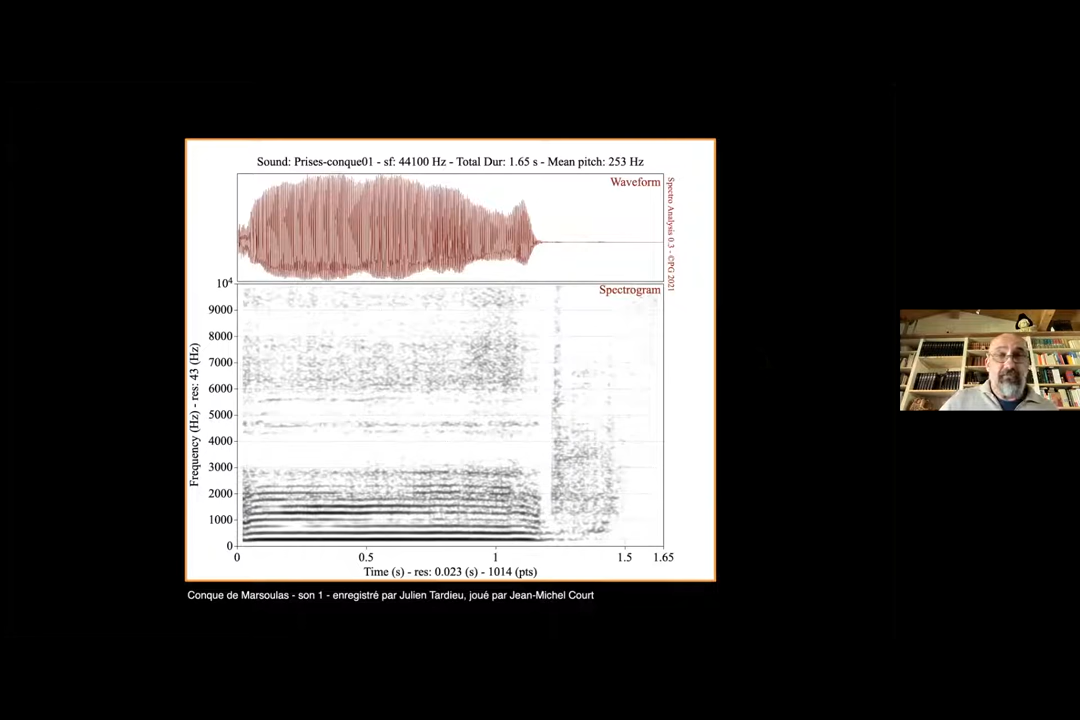 Sound: Prises-conque01 - sf: 44100 Hz - Total Dur: 1.65 s - Mean pitch: 253 Hz
Waveform
Spectro Analysis 0.3 - ©PG 2021
Spectrogram
Frequency (Hz) - res: 43 (Hz)
10⁴
9000
8000
7000
6000
5000
4000
3000
2000
1000
0
0 0.5 1 1.5 1.65
Time (s) - res: 0.023 (s) - 1014 (pts)
Conque de Marsoulas - son 1 - enregistré par Julien Tardieu, joué par Jean-Michel Court